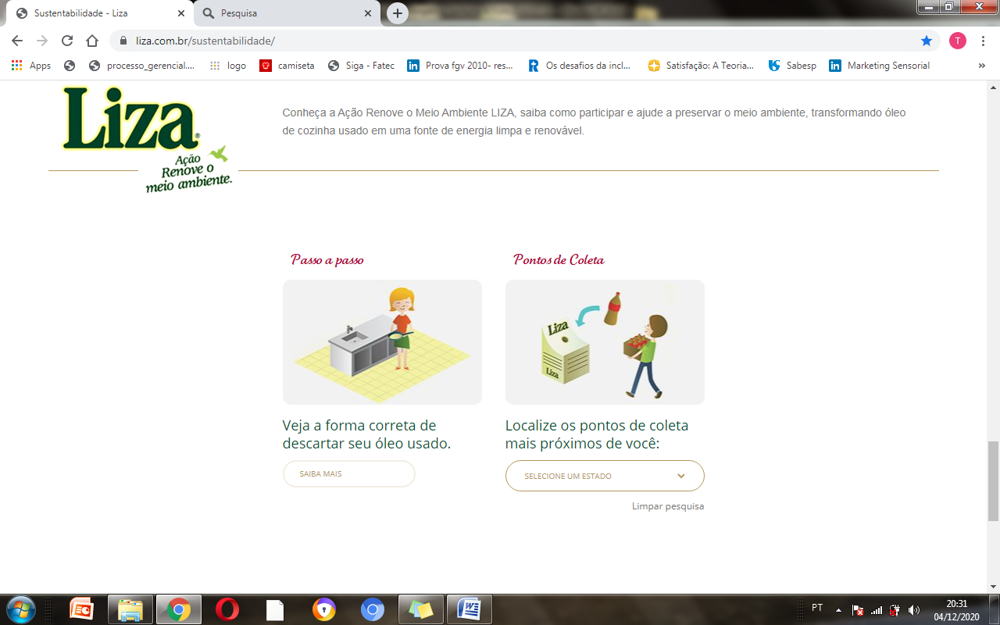 Sustentabilidade - Liza
Pesquisa
liza.com.br/sustentabilidade/
T
Apps
processo_gerencial....
logo
camiseta
Siga - Fatec
Prova fgv 2010- res...
Os desafios da incl...
Satisfação: A Teoria...
Sabesp
Marketing Sensorial
»
Liza®
Ação
Renove o
meio ambiente.
Conheça a Ação Renove o Meio Ambiente LIZA, saiba como participar e ajude a preservar o meio ambiente, transformando óleo
de cozinha usado em uma fonte de energia limpa e renovável.
Passo a passo
Pontos de Coleta
Liza
Liza
Veja a forma correta de
descartar seu óleo usado.
SAIBA MAIS
Localize os pontos de coleta
mais próximos de você:
SELECIONE UM ESTADO
Limpar pesquisa
PT
20:31
04/12/2020